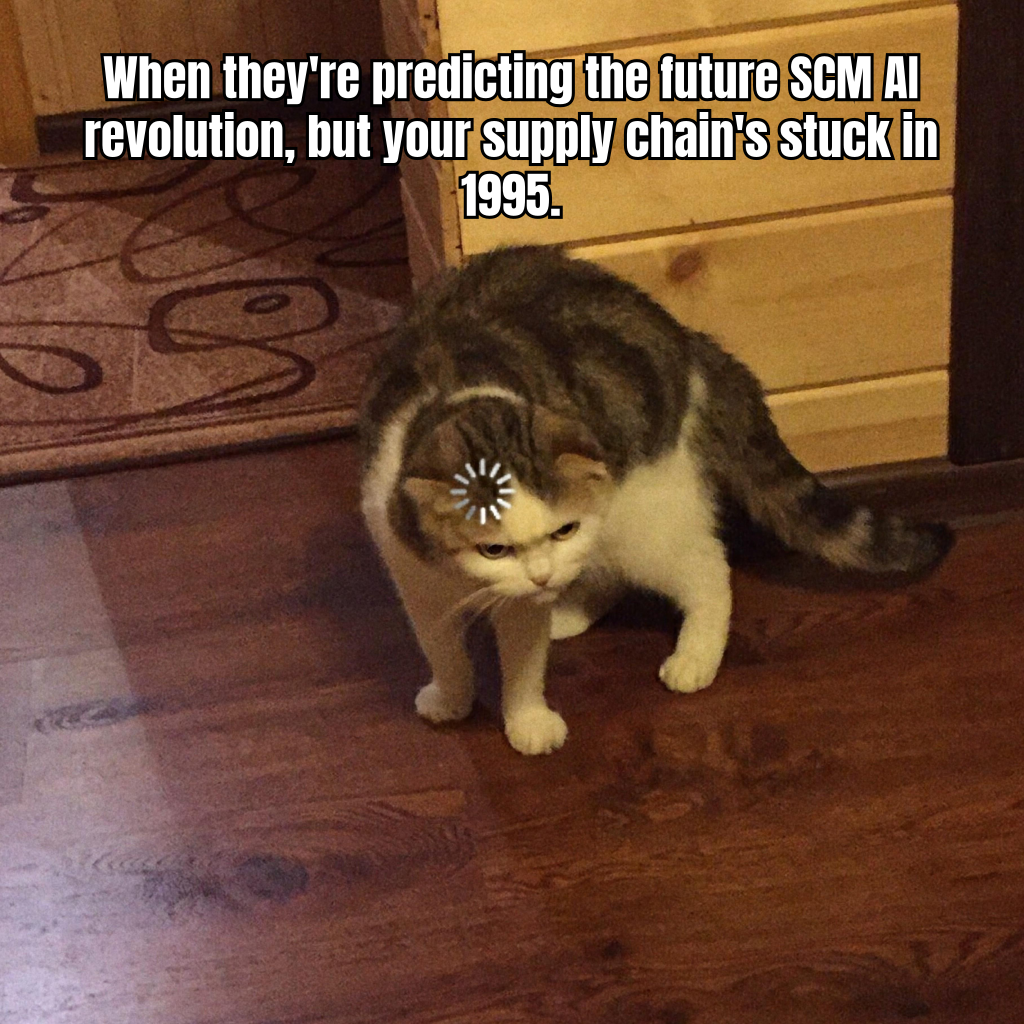 When they're predicting the future SCM AI
revolution, but your supply chain's stuck in
1995.